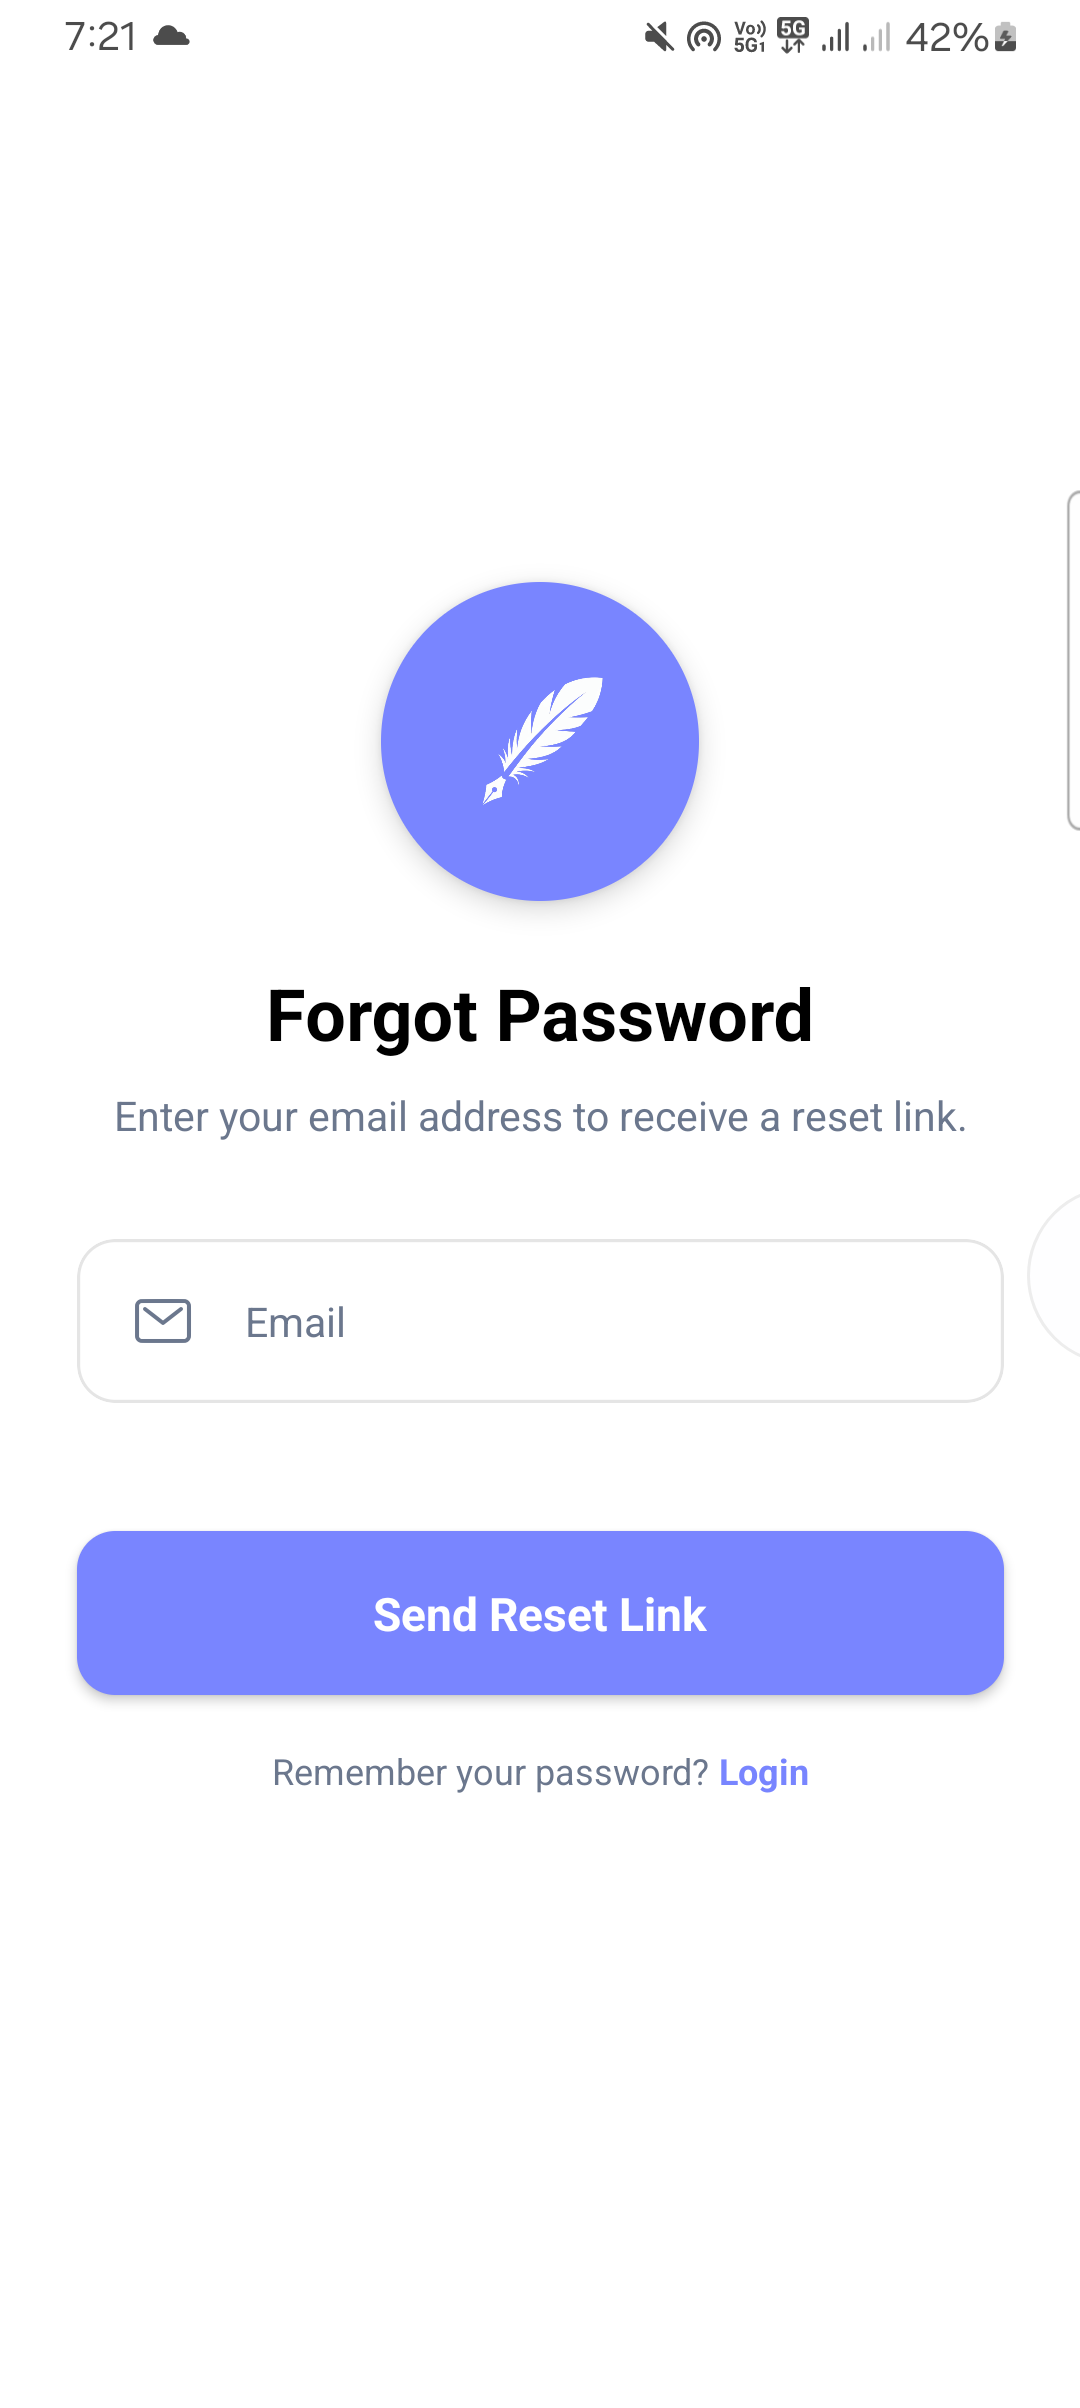 7:21 Vo)) 5G1 5G 42%
Forgot Password
Enter your email address to receive a reset link.
Email
Send Reset Link
Remember your password? Login